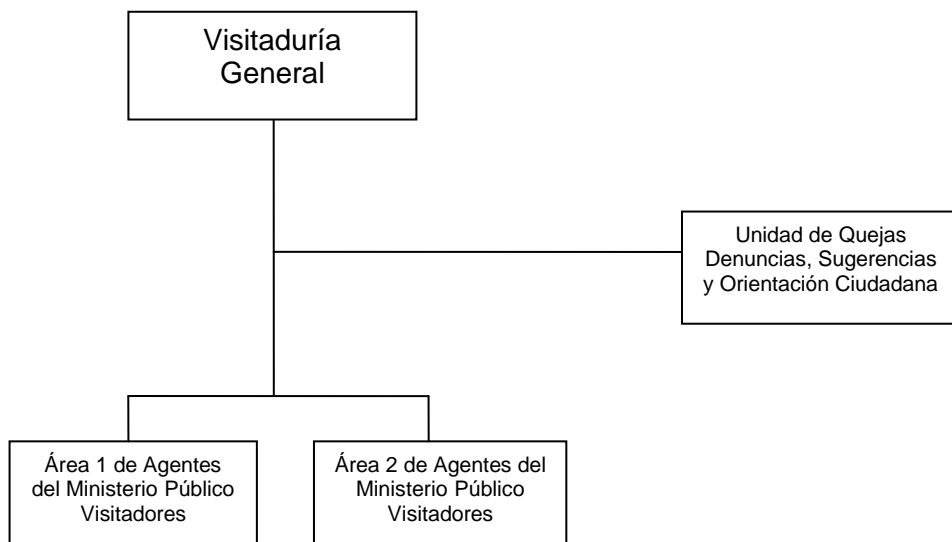 Visitaduría
General
Unidad de Quejas
Denuncias, Sugerencias
y Orientación Ciudadana
Área 1 de Agentes
del Ministerio Público
Visitadores
Área 2 de Agentes del
Ministerio Público
Visitadores